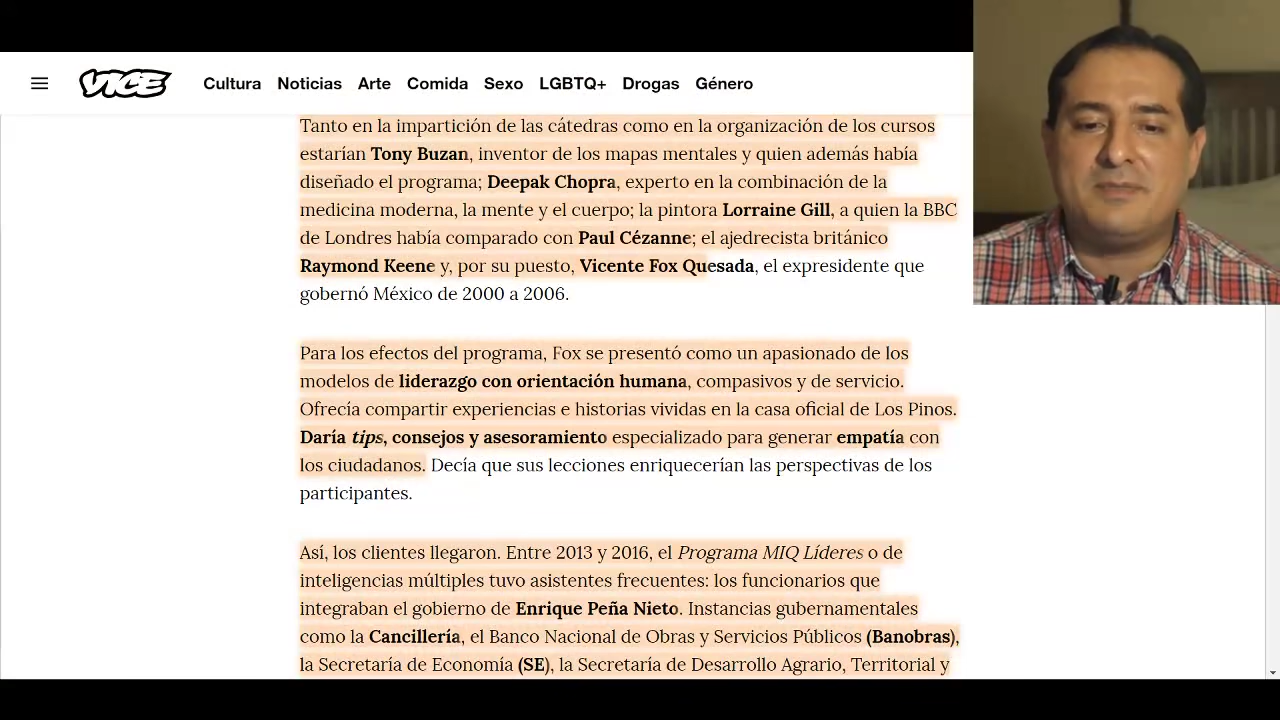 VICE Cultura Noticias Arte Comida Sexo LGBTQ+ Drogas Género
Tanto en la impartición de las cátedras como en la organización de los cursos
estarían Tony Buzan, inventor de los mapas mentales y quien además había
diseñado el programa; Deepak Chopra, experto en la combinación de la
medicina moderna, la mente y el cuerpo; la pintora Lorraine Gill, a quien la BBC
de Londres había comparado con Paul Cézanne; el ajedrecista británico
Raymond Keene y, por su puesto, Vicente Fox Quesada, el expresidente que
gobernó México de 2000 a 2006.
Para los efectos del programa, Fox se presentó como un apasionado de los
modelos de liderazgo con orientación humana, compasivos y de servicio.
Ofrecía compartir experiencias e historias vividas en la casa oficial de Los Pinos.
Daría tips, consejos y asesoramiento especializado para generar empatía con
los ciudadanos. Decía que sus lecciones enriquecerían las perspectivas de los
participantes.
Así, los clientes llegaron. Entre 2013 y 2016, el Programa MIQ Líderes o de
inteligencias múltiples tuvo asistentes frecuentes: los funcionarios que
integraban el gobierno de Enrique Peña Nieto. Instancias gubernamentales
como la Cancillería, el Banco Nacional de Obras y Servicios Públicos (Banobras),
la Secretaría de Economía (SE), la Secretaría de Desarrollo Agrario, Territorial y